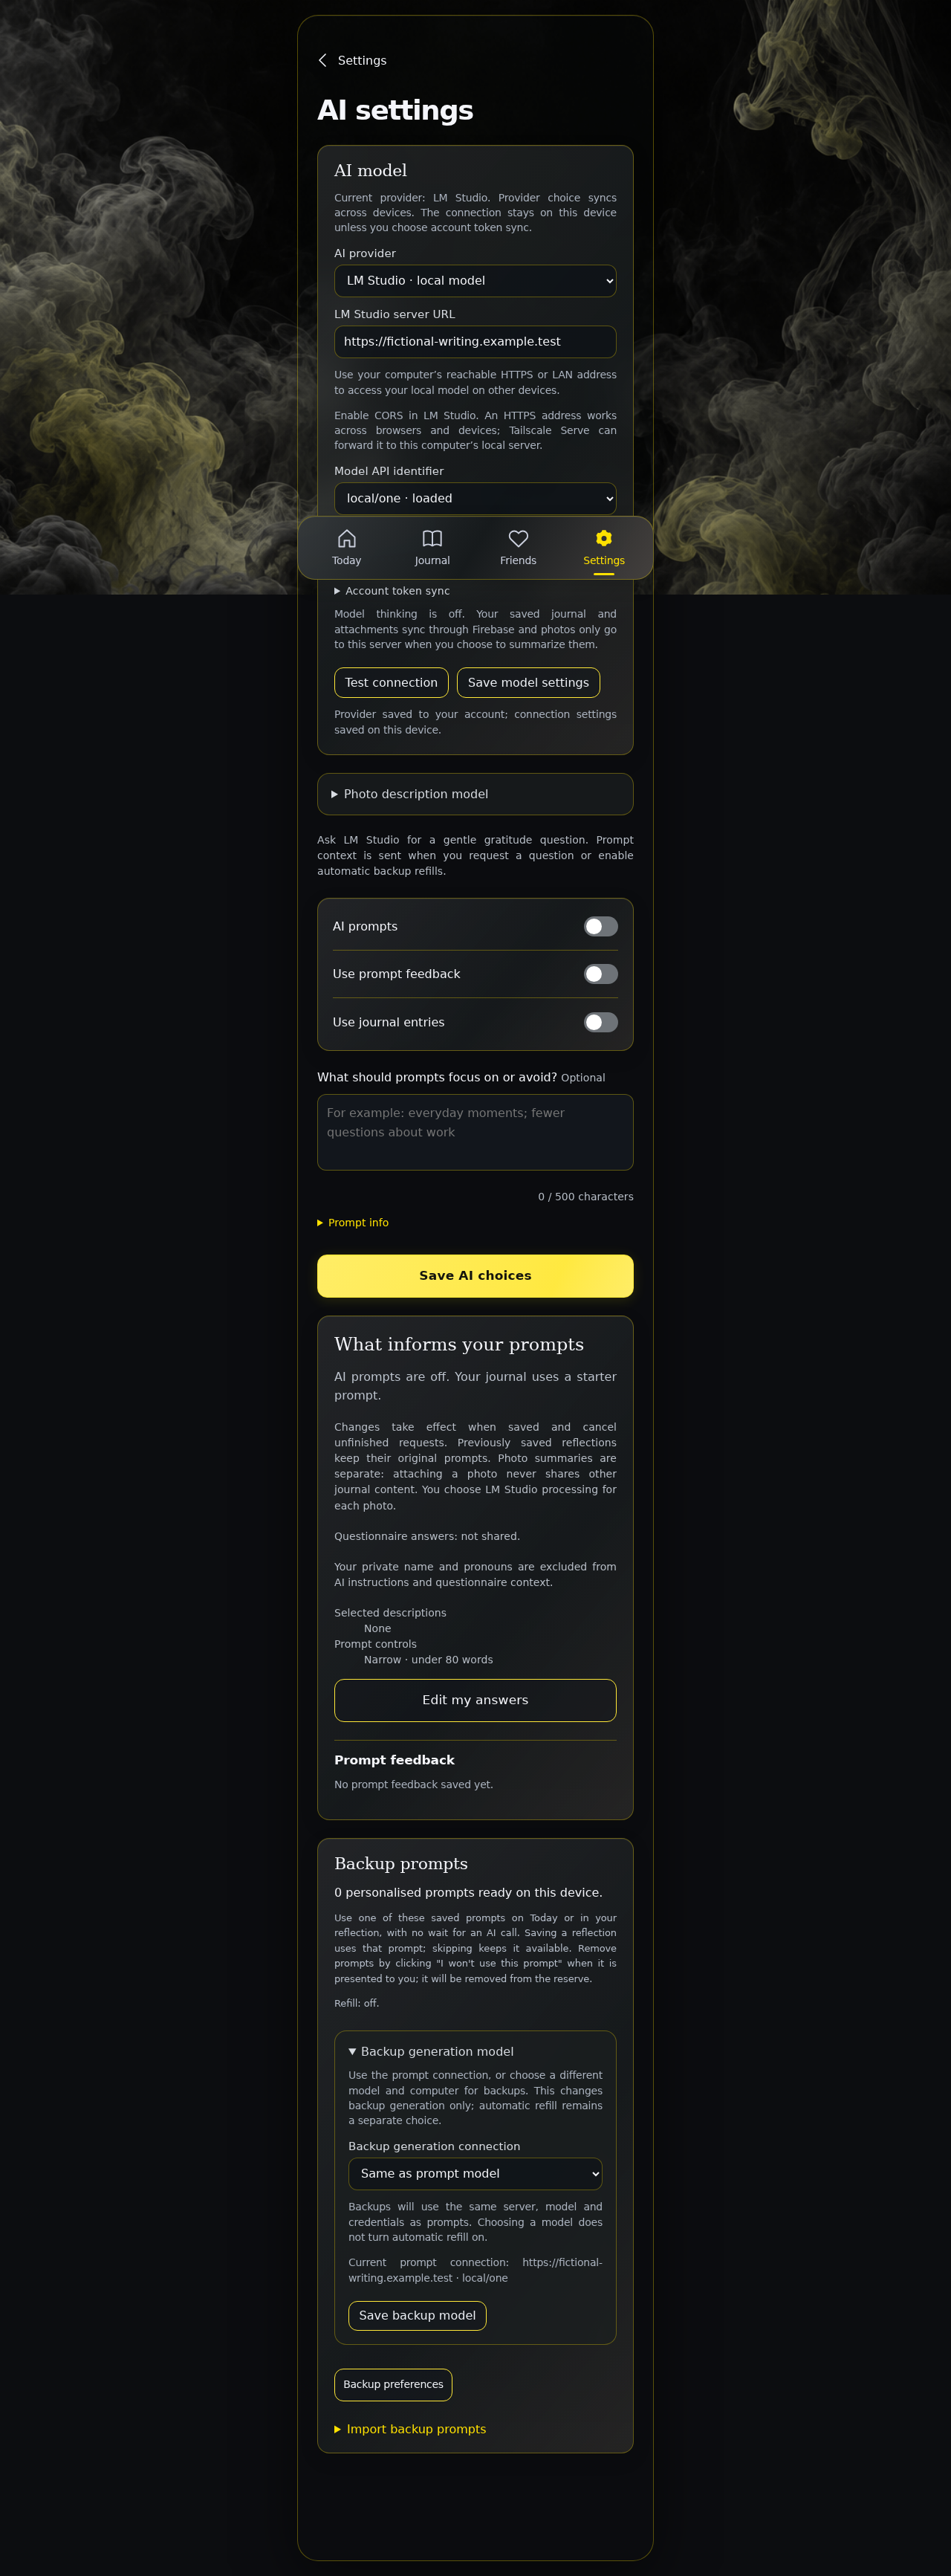 Settings
AI settings
AI model
Current provider: LM Studio. Provider choice syncs
across devices. The connection stays on this device
unless you choose account token sync.
AI provider
LM Studio · local model
LM Studio server URL
https://fictional-writing.example.test
Use your computer’s reachable HTTPS or LAN address
to access your local model on other devices.
Enable CORS in LM Studio. An HTTPS address works
across browsers and devices; Tailscale Serve can
forward it to this computer’s local server.
Model API identifier
local/one · loaded
Today Journal Friends Settings
Account token sync
Model thinking is off. Your saved journal and
attachments sync through Firebase and photos only go
to this server when you choose to summarize them.
Test connection Save model settings
Provider saved to your account; connection settings
saved on this device.
Photo description model
Ask LM Studio for a gentle gratitude question. Prompt
context is sent when you request a question or enable
automatic backup refills.
AI prompts
Use prompt feedback
Use journal entries
What should prompts focus on or avoid? Optional
For example: everyday moments; fewer
questions about work
0 / 500 characters
Prompt info
Save AI choices
What informs your prompts
AI prompts are off. Your journal uses a starter
prompt.
Changes take effect when saved and cancel
unfinished requests. Previously saved reflections
keep their original prompts. Photo summaries are
separate: attaching a photo never shares other
journal content. You choose LM Studio processing for
each photo.
Questionnaire answers: not shared.
Your private name and pronouns are excluded from
AI instructions and questionnaire context.
Selected descriptions
None
Prompt controls
Narrow · under 80 words
Edit my answers
Prompt feedback
No prompt feedback saved yet.
Backup prompts
0 personalised prompts ready on this device.
Use one of these saved prompts on Today or in your
reflection, with no wait for an AI call. Saving a reflection
uses that prompt; skipping keeps it available. Remove
prompts by clicking "I won't use this prompt" when it is
presented to you; it will be removed from the reserve.
Refill: off.
Backup generation model
Use the prompt connection, or choose a different
model and computer for backups. This changes
backup generation only; automatic refill remains
a separate choice.
Backup generation connection
Same as prompt model
Backups will use the same server, model and
credentials as prompts. Choosing a model does
not turn automatic refill on.
Current prompt connection: https://fictional-
writing.example.test · local/one
Save backup model
Backup preferences
Import backup prompts